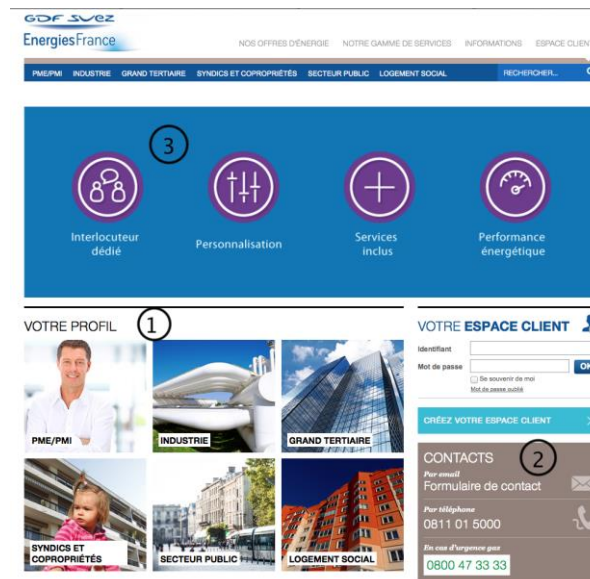 GDF SUEZ
EnergiesFrance
NOS OFFRES D'ÉNERGIE NOTRE GAMME DE SERVICES INFORMATIONS ESPACE CLIENT
PME/PMI INDUSTRIE GRAND TERTIAIRE SYNDICS ET COPROPRIÉTÉS SECTEUR PUBLIC LOGEMENT SOCIAL RECHERCHER...
3
Interlocuteur
dédié
Personnalisation
Services
inclus
Performance
énergétique
VOTRE PROFIL 1
PME/PMI
INDUSTRIE
GRAND TERTIAIRE
SYNDICS ET
COPROPRIÉTÉS
SECTEUR PUBLIC
LOGEMENT SOCIAL
VOTRE ESPACE CLIENT
Identifiant
Mot de passe OK
Se souvenir de moi
Mot de passe oublié
CRÉEZ VOTRE ESPACE CLIENT
CONTACTS 2
Par email
Formulaire de contact
Par téléphone
0811 01 5000
En cas d'urgence gaz
0800 47 33 33